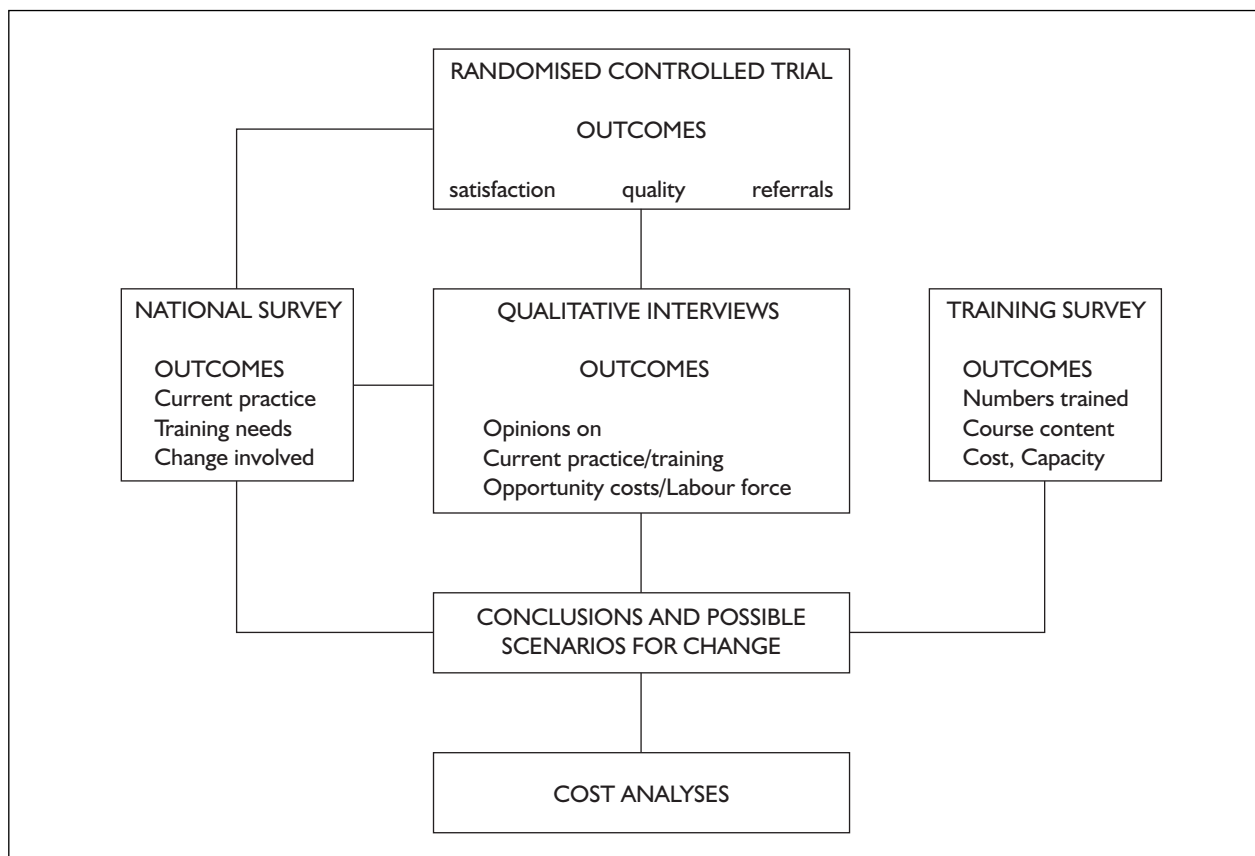 RANDOMISED CONTROLLED TRIAL
OUTCOMES
satisfaction quality referrals
NATIONAL SURVEY
OUTCOMES
Current practice
Training needs
Change involved
QUALITATIVE INTERVIEWS
OUTCOMES
Opinions on
Current practice/training
Opportunity costs/Labour force
TRAINING SURVEY
OUTCOMES
Numbers trained
Course content
Cost, Capacity
CONCLUSIONS AND POSSIBLE
SCENARIOS FOR CHANGE
COST ANALYSES